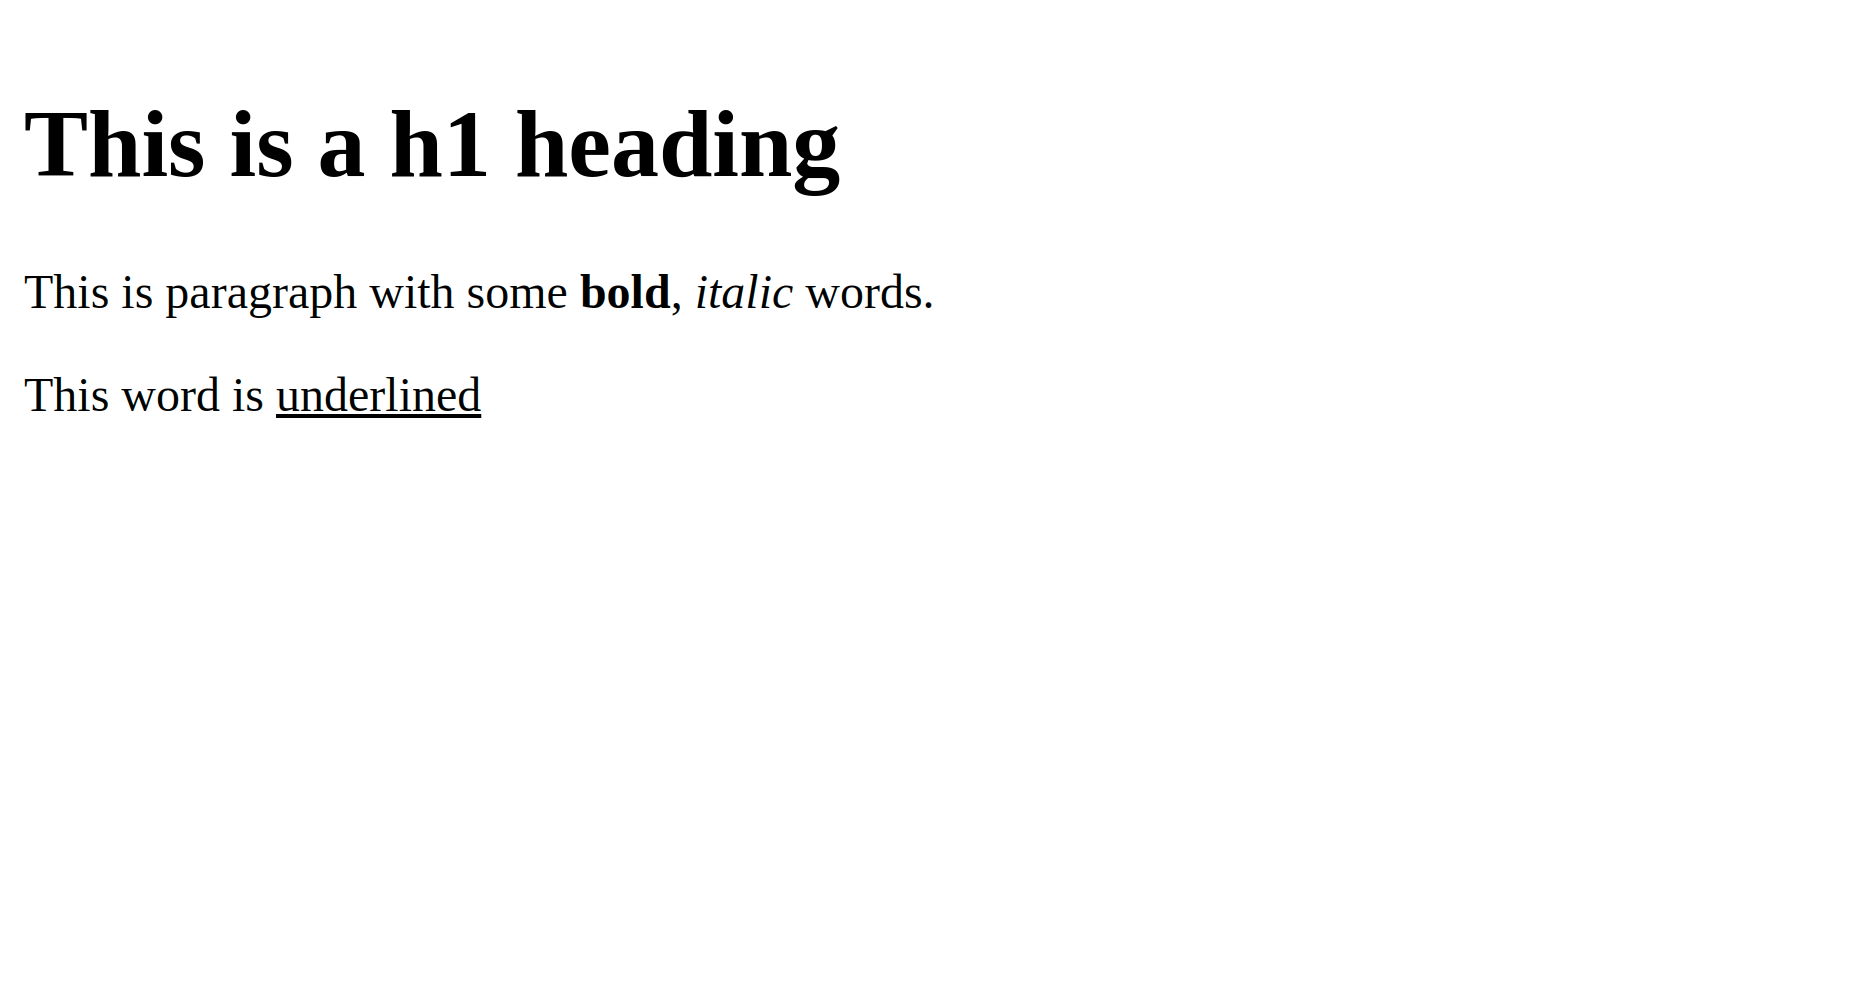 This is a h1 heading
This is paragraph with some bold, italic words.
This word is underlined